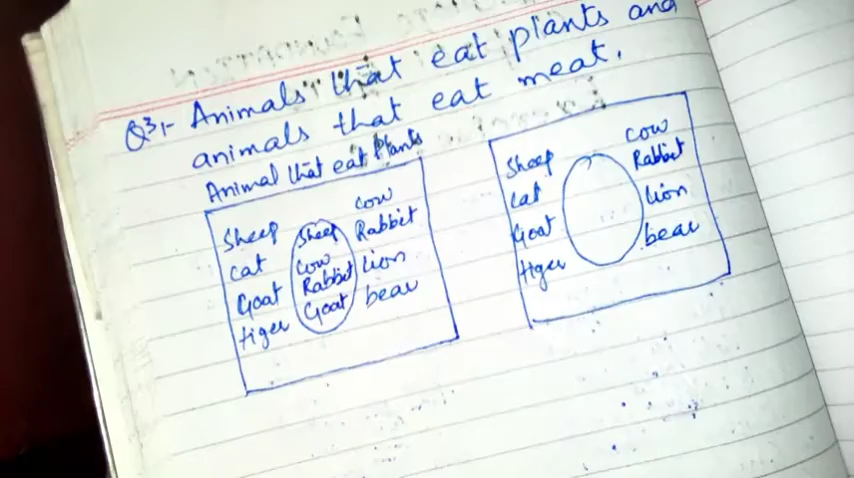 Q3:- Animals that eat plants and
animals that eat meat.
Animal that eat Plants
Sheep
cat
Goat
tiger
Sheep
Cow
Rabbit
Goat
cow
Rabbit
lion
bear
Sheep
cat
Goat
tiger
cow
Rabbit
lion
bear